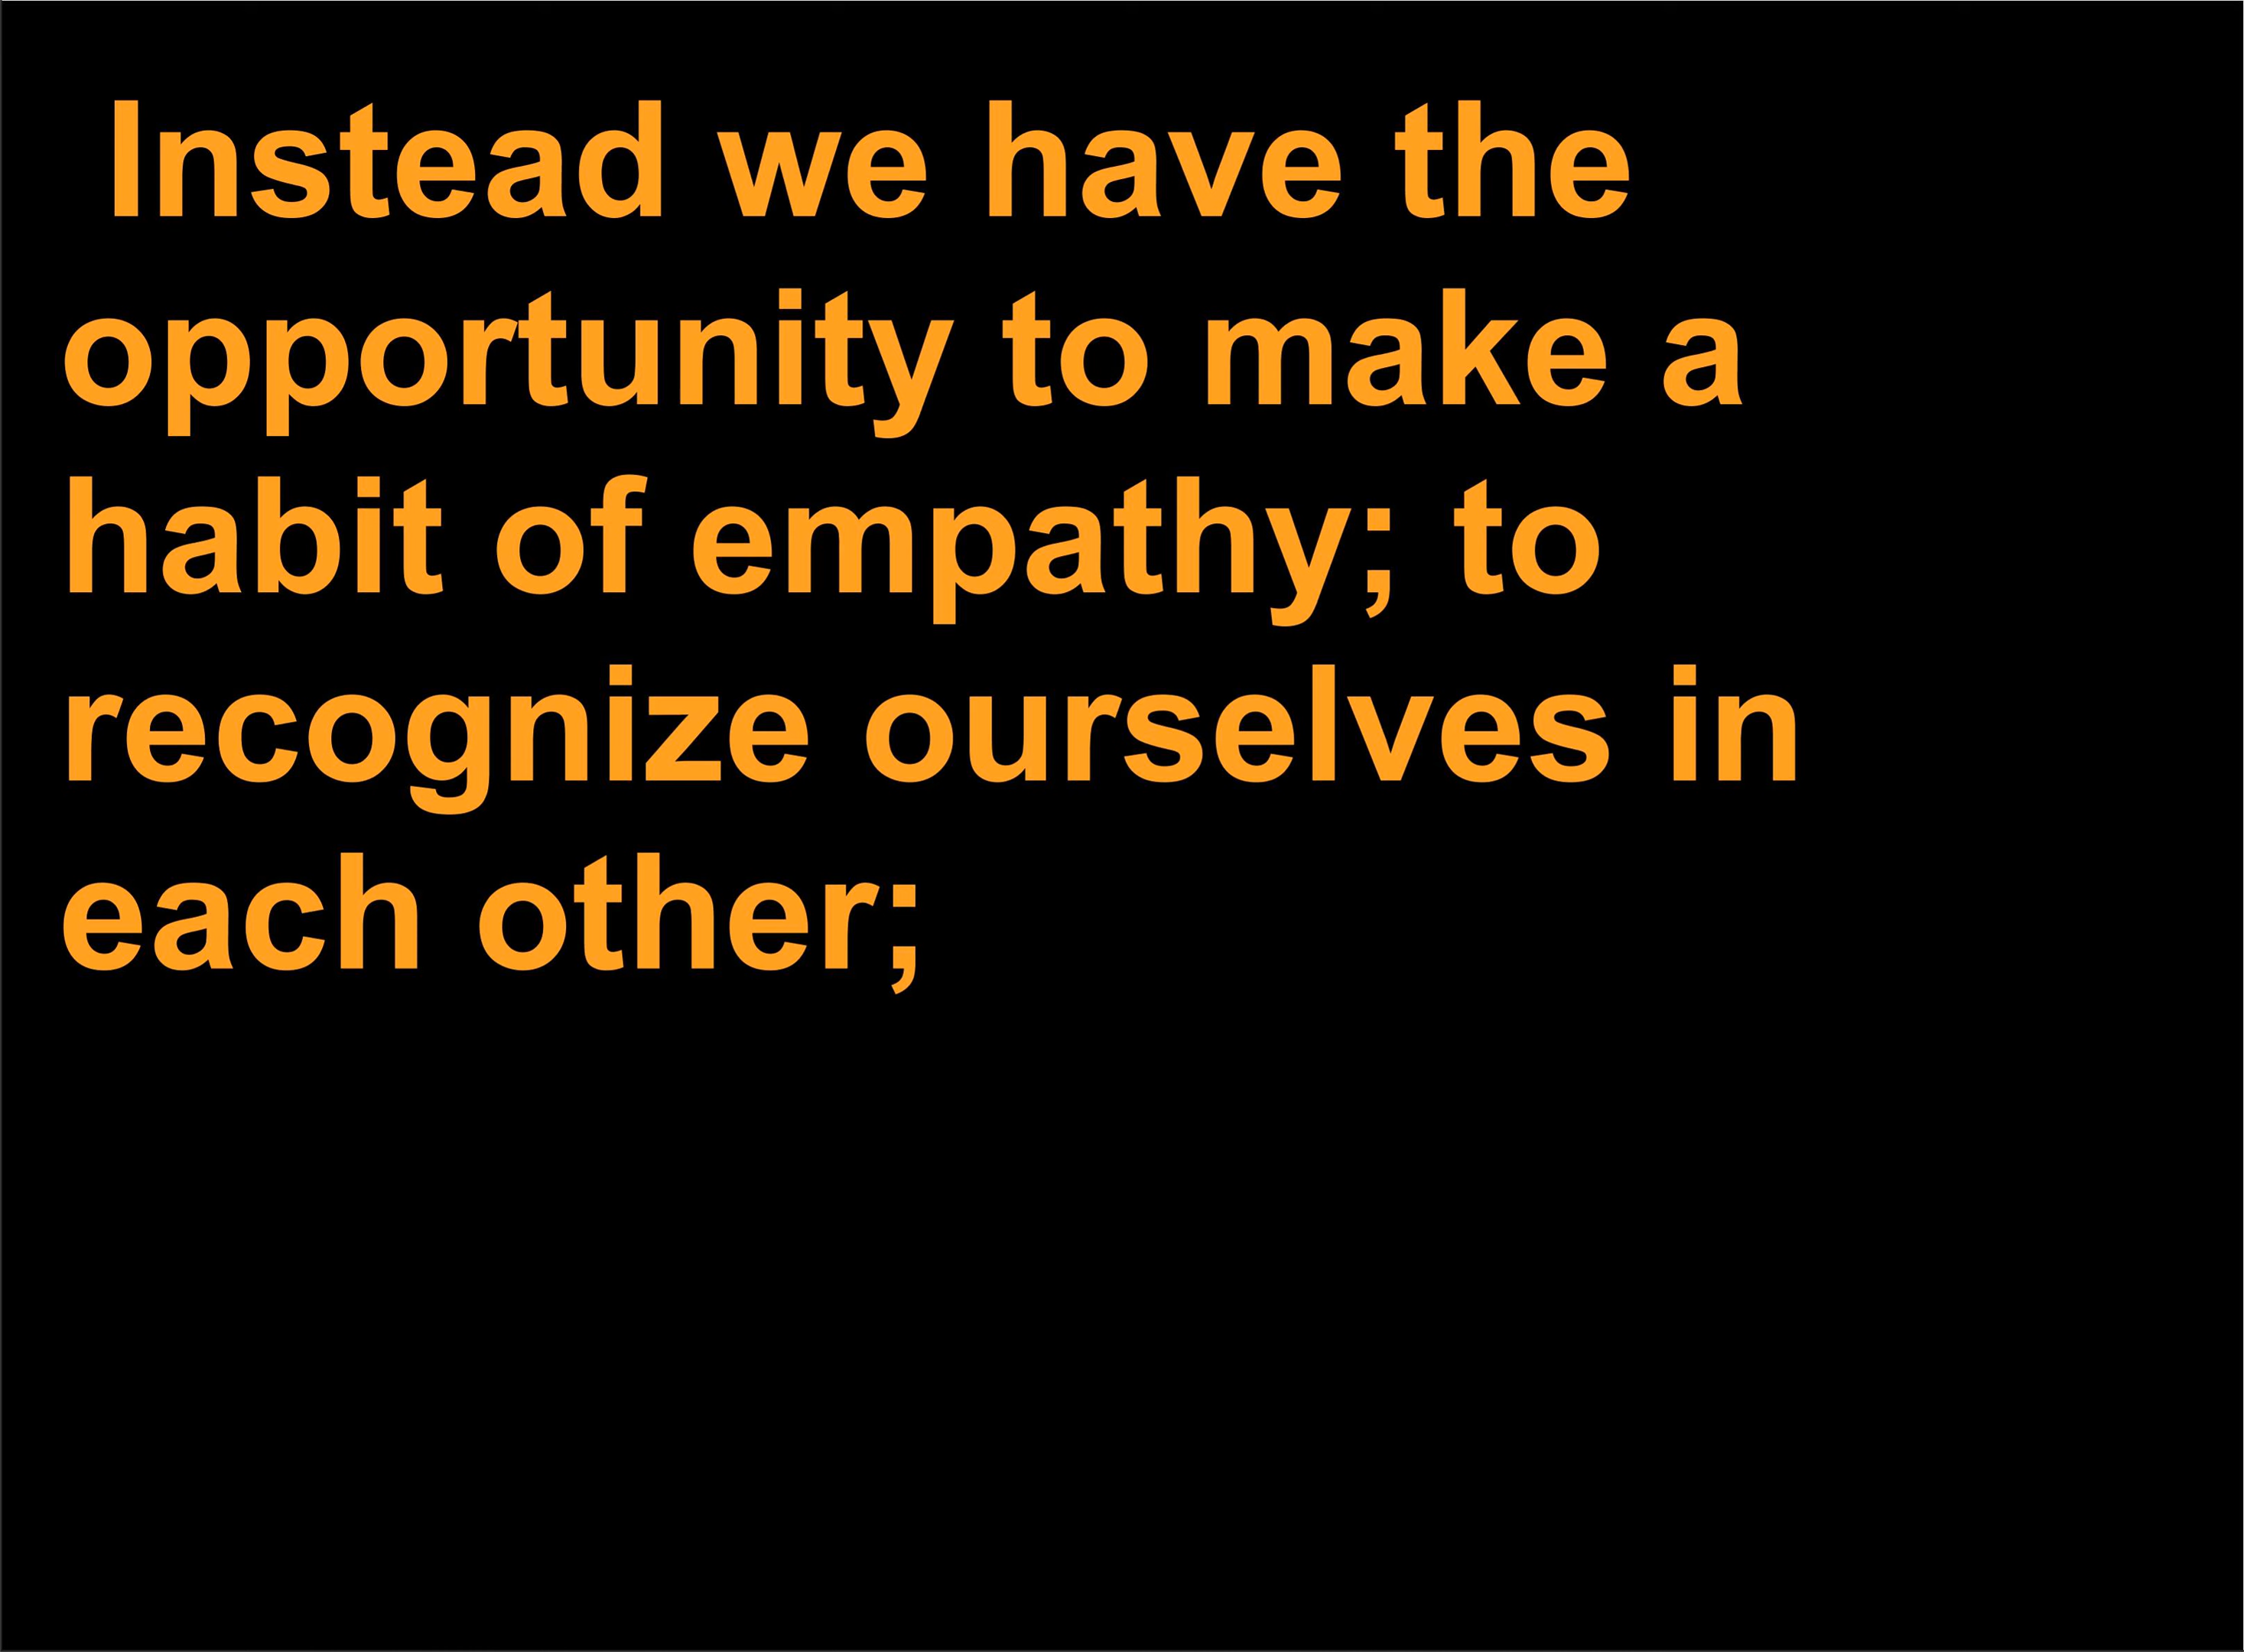 Instead we have the
opportunity to make a
habit of empathy; to
recognize ourselves in
each other;